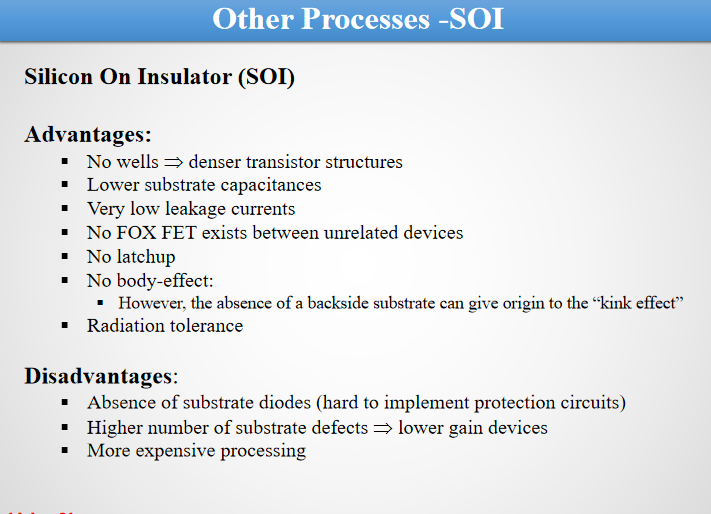 Other Processes -SOI
Silicon On Insulator (SOI)
Advantages:
▪ No wells ⇒ denser transistor structures
▪ Lower substrate capacitances
▪ Very low leakage currents
▪ No FOX FET exists between unrelated devices
▪ No latchup
▪ No body-effect:
▪ However, the absence of a backside substrate can give origin to the “kink effect”
▪ Radiation tolerance
Disadvantages:
▪ Absence of substrate diodes (hard to implement protection circuits)
▪ Higher number of substrate defects ⇒ lower gain devices
▪ More expensive processing